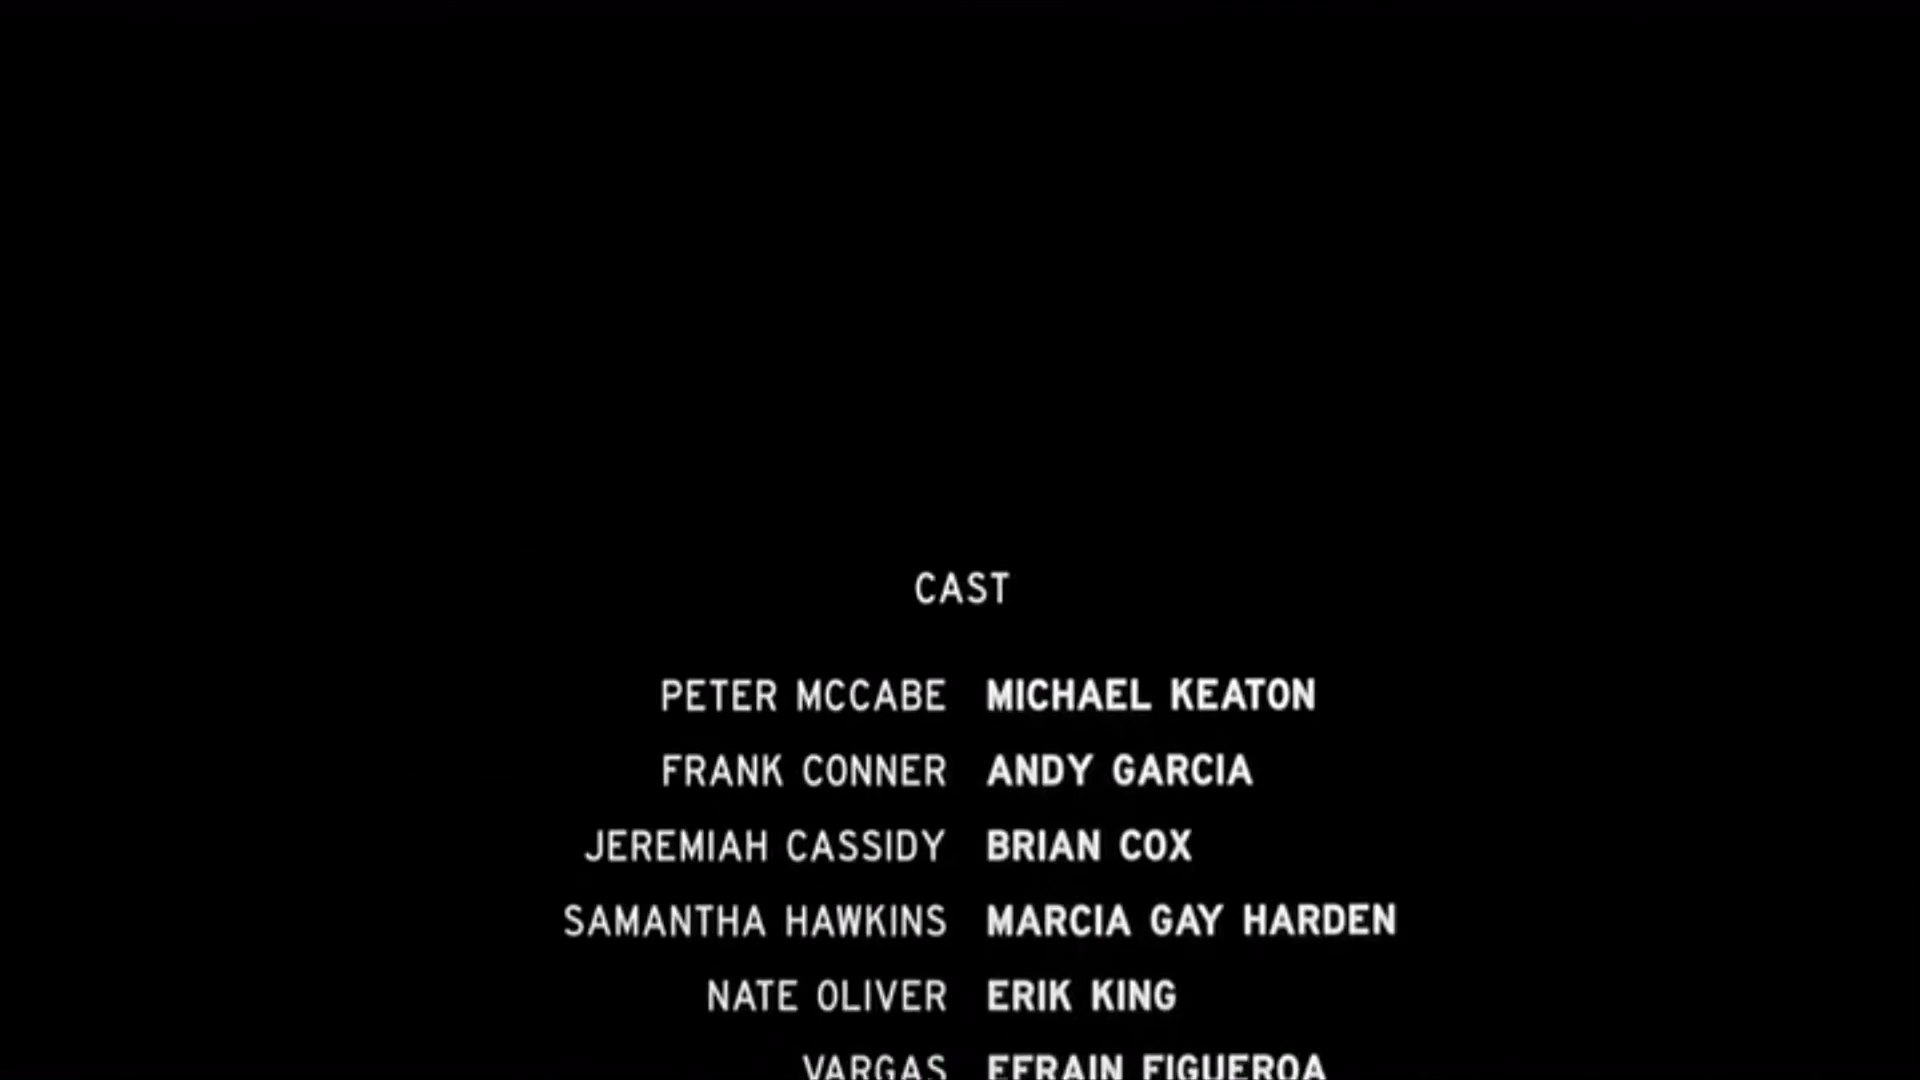 CAST
PETER MCCABE MICHAEL KEATON
FRANK CONNER ANDY GARCIA
JEREMIAH CASSIDY BRIAN COX
SAMANTHA HAWKINS MARCIA GAY HARDEN
NATE OLIVER ERIK KING
VARGAS EFRAIN FIGUEROA